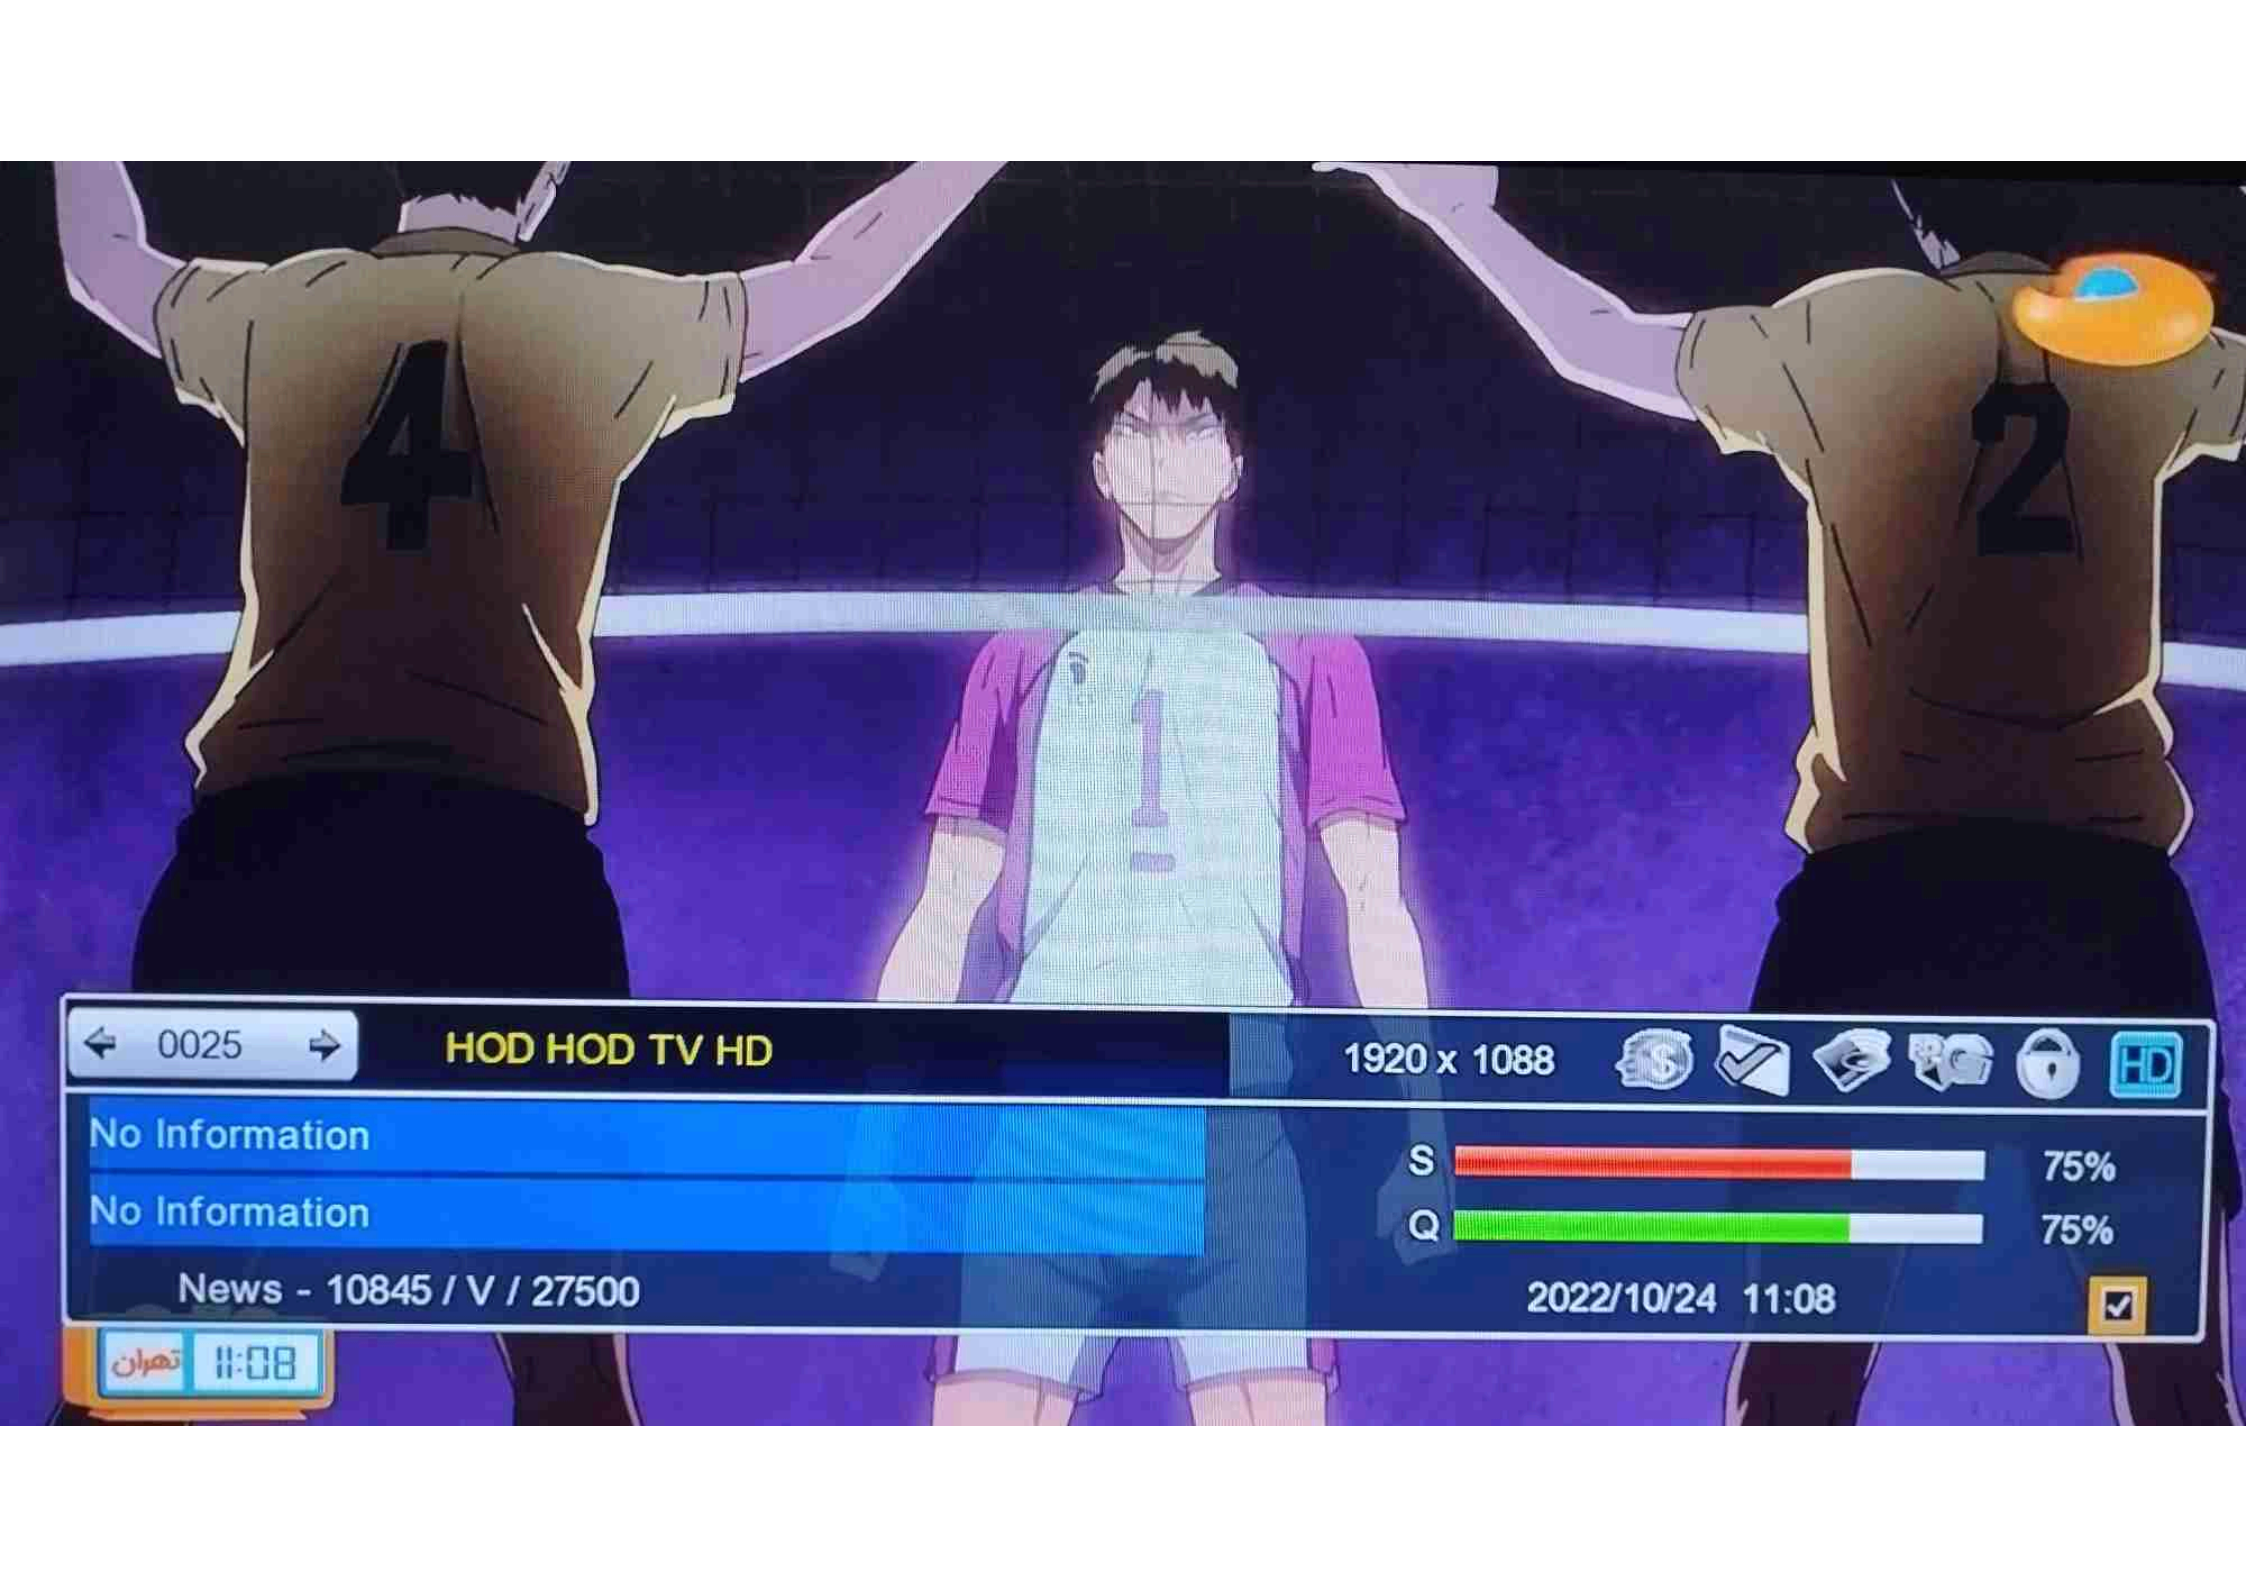 4
2
1
0025
HOD HOD TV HD
1920 x 1088
HD
No Information
S 75%
No Information
Q 75%
News - 10845 / V / 27500
2022/10/24 11:08
تهران 11:08